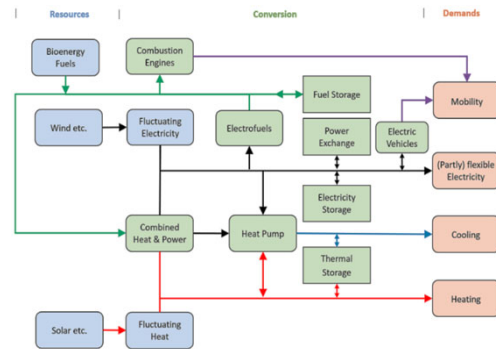 Resources
Conversion
Demands
Bioenergy
Fuels
Combustion
Engines
Fuel Storage
Mobility
Wind etc.
Fluctuating
Electricity
Electrofuels
Power
Exchange
Electric
Vehicles
(Partly) flexible
Electricity
Electricity
Storage
Combined
Heat & Power
Heat Pump
Cooling
Thermal
Storage
Heating
Solar etc.
Fluctuating
Heat